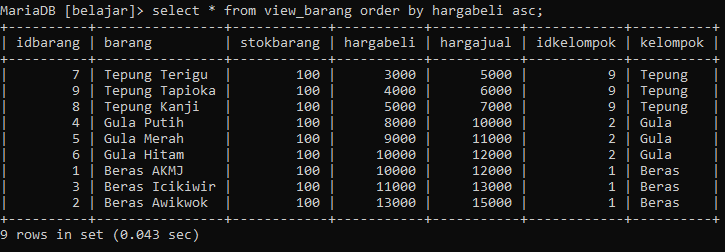 MariaDB [belajar]> select * from view_barang order by hargabeli asc;
+----------+----------------+------------+-----------+-----------+------------+----------+
| idbarang | barang         | stokbarang | hargabeli | hargajual | idkelompok | kelompok |
+----------+----------------+------------+-----------+-----------+------------+----------+
|        7 | Tepung Terigu  |        100 |      3000 |      5000 |          9 | Tepung   |
|        9 | Tepung Tapioka |        100 |      4000 |      6000 |          9 | Tepung   |
|        8 | Tepung Kanji   |        100 |      5000 |      7000 |          9 | Tepung   |
|        4 | Gula Putih     |        100 |      8000 |     10000 |          2 | Gula     |
|        5 | Gula Merah     |        100 |      9000 |     11000 |          2 | Gula     |
|        6 | Gula Hitam     |        100 |     10000 |     12000 |          2 | Gula     |
|        1 | Beras AKMJ     |        100 |     10000 |     12000 |          1 | Beras    |
|        3 | Beras Icikiwir |        100 |     11000 |     13000 |          1 | Beras    |
|        2 | Beras Awikwok  |        100 |     13000 |     15000 |          1 | Beras    |
+----------+----------------+------------+-----------+-----------+------------+----------+
9 rows in set (0.043 sec)